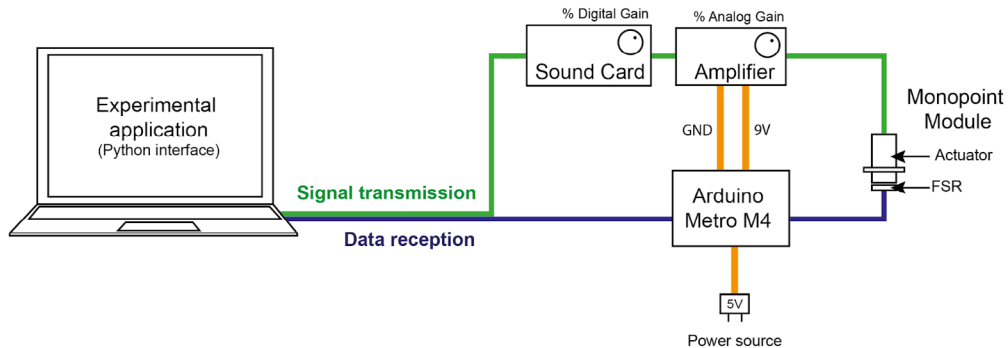 % Digital Gain
% Analog Gain
Sound Card
Amplifier
Experimental
application
(Python interface)
GND
9V
Monopoint
Module
Actuator
FSR
Signal transmission
Data reception
Arduino
Metro M4
5V
Power source